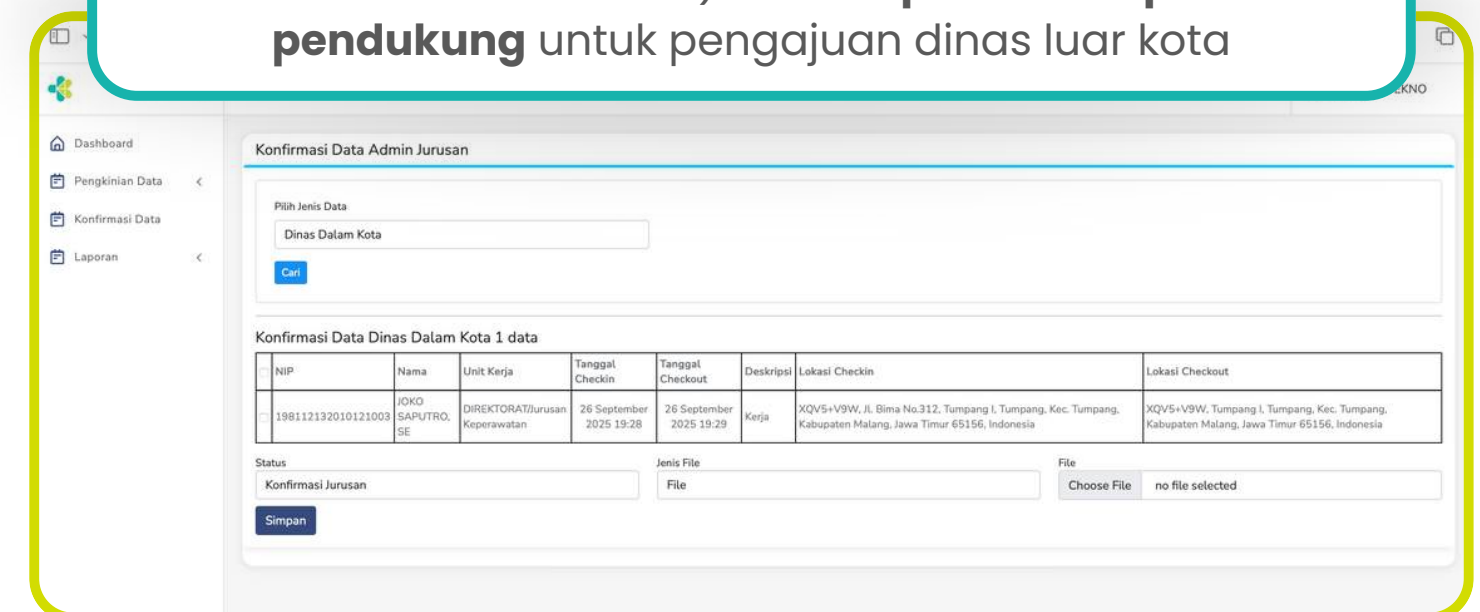 pendukung untuk pengajuan dinas luar kota
Dashboard
Pengkinian Data
Konfirmasi Data
Laporan
Konfirmasi Data Admin Jurusan
Pilih Jenis Data
Dinas Dalam Kota
Cari
Konfirmasi Data Dinas Dalam Kota 1 data
NIP Nama Unit Kerja Tanggal Checkin Tanggal Checkout Deskripsi Lokasi Checkin Lokasi Checkout
198112132010121003 JOKO SAPUTRO, SE DIREKTORAT/Jurusan Keperawatan 26 September 2025 19:28 26 September 2025 19:29 Kerja XQV5+V9W, Jl. Bima No.312, Tumpang I, Tumpang, Kec. Tumpang, Kabupaten Malang, Jawa Timur 65156, Indonesia XQV5+V9W, Tumpang I, Tumpang, Kec. Tumpang, Kabupaten Malang, Jawa Timur 65156, Indonesia
Status Jenis File File
Konfirmasi Jurusan File Choose File no file selected
Simpan